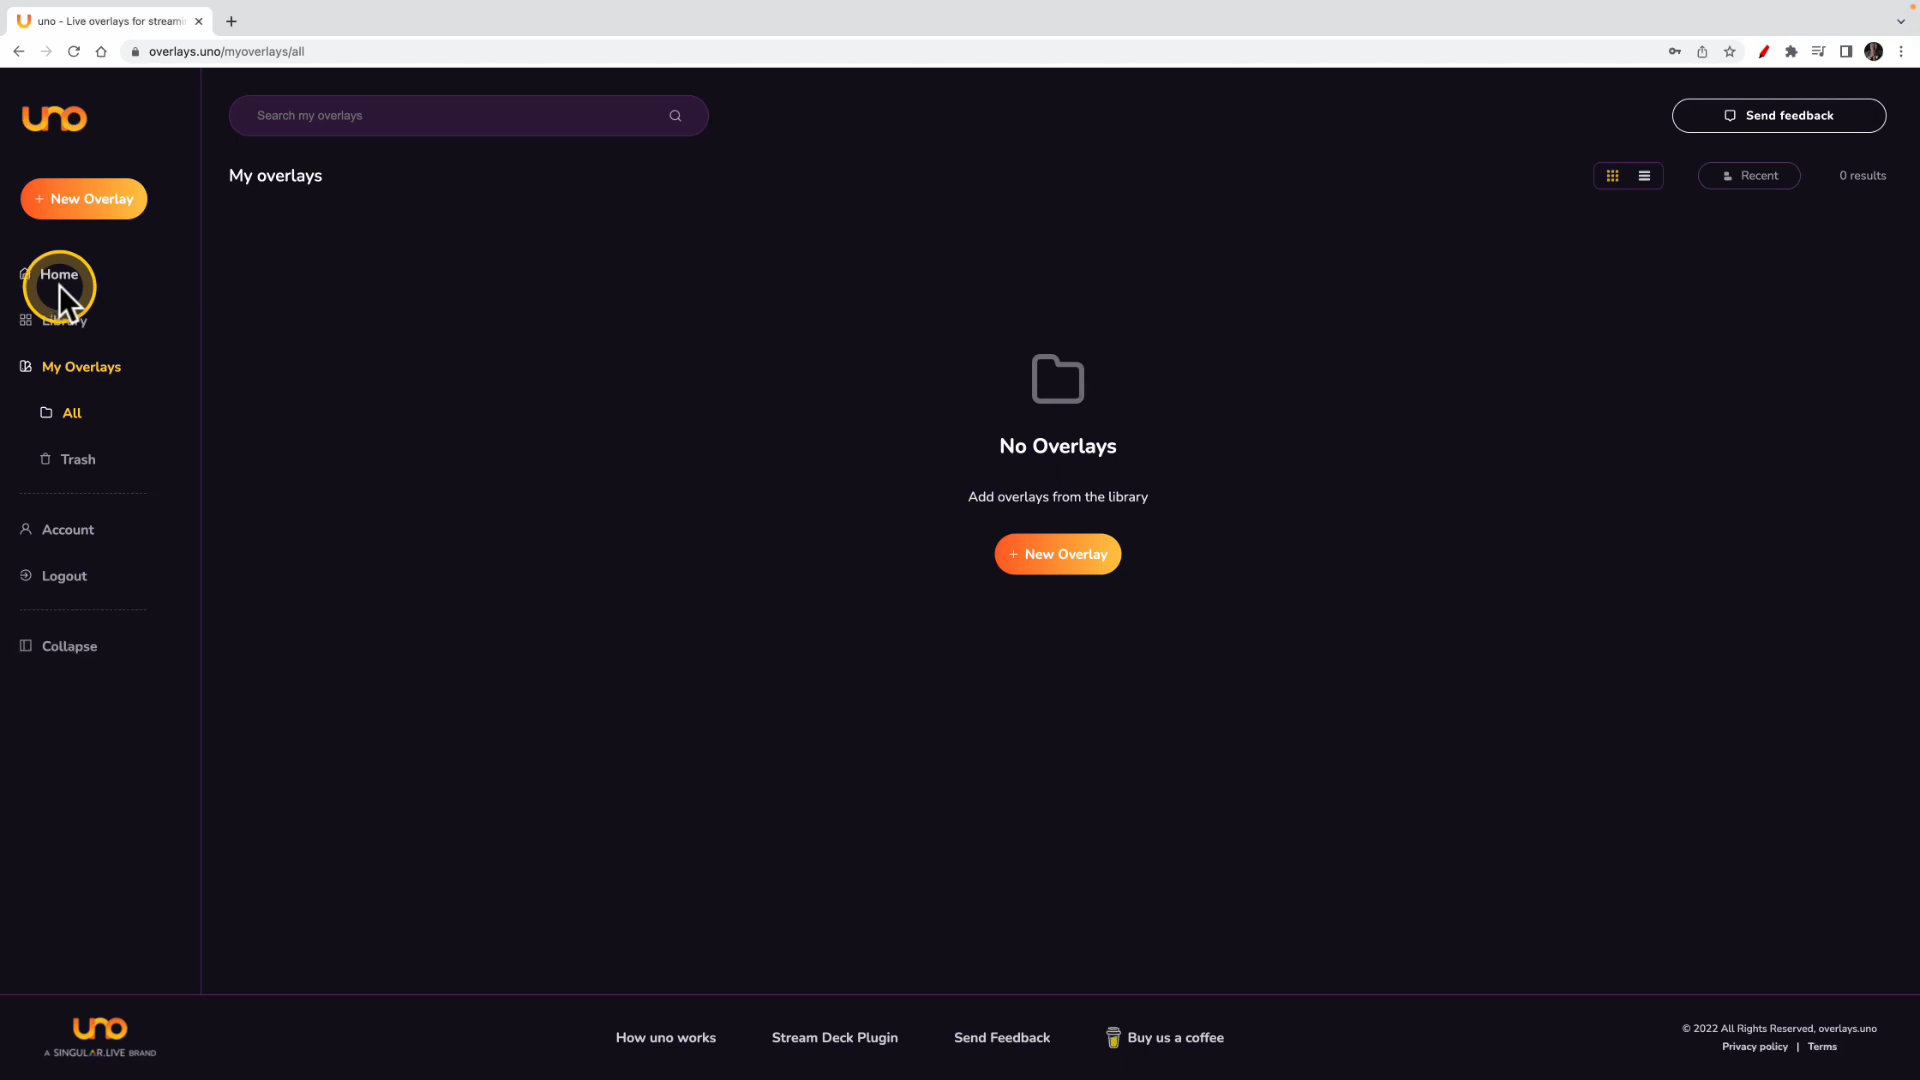 uno - Live overlays for streami
overlays.uno/myoverlays/all
uno
Search my overlays
Send feedback
My overlays
Recent
0 results
+ New Overlay
Home
Library
My Overlays
All
Trash
Account
Logout
Collapse
No Overlays
Add overlays from the library
+ New Overlay
uno
A SINGULAR.LIVE BRAND
How uno works
Stream Deck Plugin
Send Feedback
Buy us a coffee
© 2022 All Rights Reserved, overlays.uno
Privacy policy | Terms